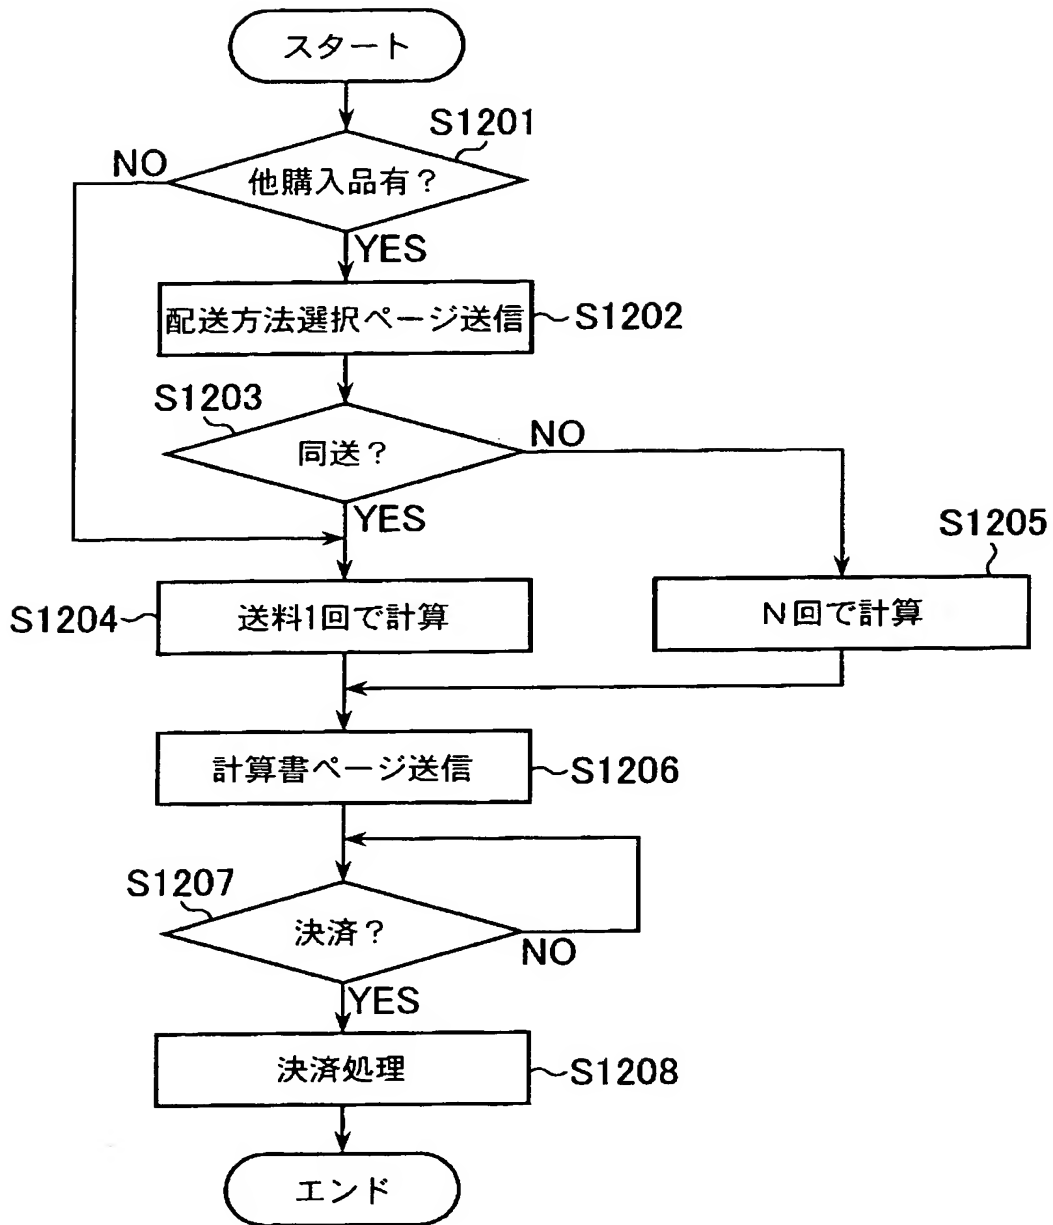 スタート
S1201
NO
他購入品有？
YES
配送方法選択ページ送信
S1202
S1203
同送？
NO
YES
S1205
S1204
送料1回で計算
N回で計算
計算書ページ送信
S1206
S1207
決済？
NO
YES
決済処理
S1208
エンド